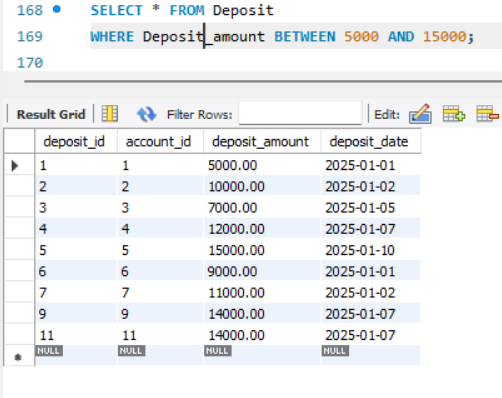 168 SELECT * FROM Deposit
169 WHERE Deposit_amount BETWEEN 5000 AND 15000;
170
Result Grid Filter Rows: Edit:
deposit_id account_id deposit_amount deposit_date
1 1 5000.00 2025-01-01
2 2 10000.00 2025-01-02
3 3 7000.00 2025-01-05
4 4 12000.00 2025-01-07
5 5 15000.00 2025-01-10
6 6 9000.00 2025-01-01
7 7 11000.00 2025-01-02
9 9 14000.00 2025-01-07
11 11 14000.00 2025-01-07
NULL NULL NULL NULL